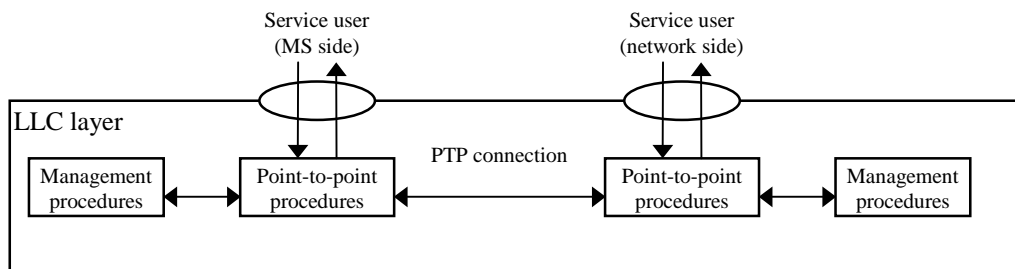 Service user
(MS side)
Service user
(network side)
LLC layer
PTP connection
Management
procedures
Point-to-point
procedures
Point-to-point
procedures
Management
procedures